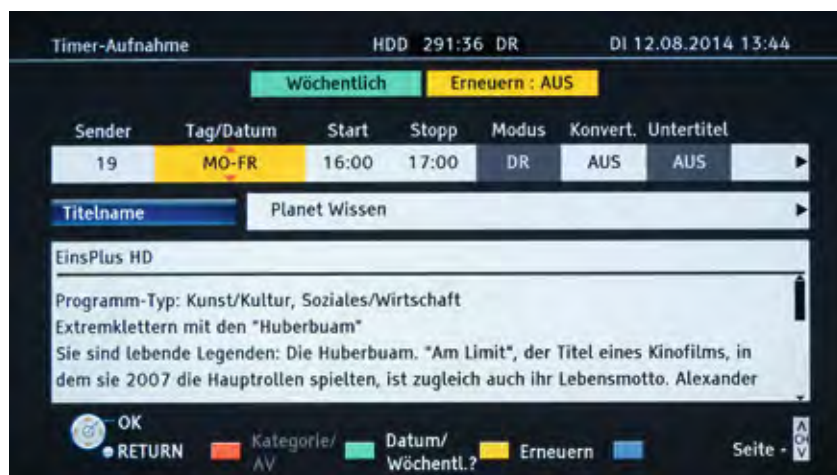 Timer-Aufnahme HDD 291:36 DR DI 12.08.2014 13:44
Wöchentlich Erneuern : AUS
Sender Tag/Datum Start Stopp Modus Konvert. Untertitel
19 MO-FR 16:00 17:00 DR AUS AUS
Titelname Planet Wissen
EinsPlus HD
Programm-Typ: Kunst/Kultur, Soziales/Wirtschaft
Extremklettern mit den "Huberbuam"
Sie sind lebende Legenden: Die Huberbuam. "Am Limit", der Titel eines Kinofilms, in
dem sie 2007 die Hauptrollen spielten, ist zugleich auch ihr Lebensmotto. Alexander
OK
RETURN Kategorie/ AV Datum/ Wöchentl.? Erneuern Seite - CH